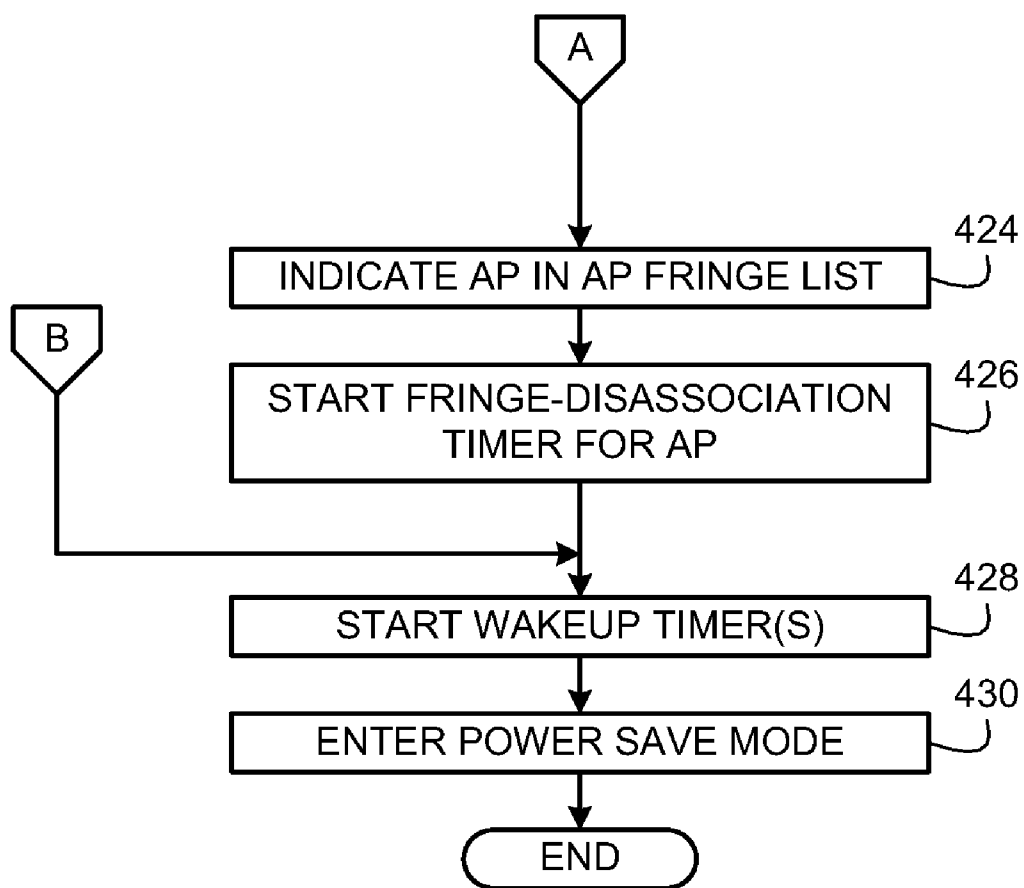 A
424
INDICATE AP IN AP FRINGE LIST
B
426
START FRINGE-DISASSOCIATION
TIMER FOR AP
428
START WAKEUP TIMER(S)
430
ENTER POWER SAVE MODE
END